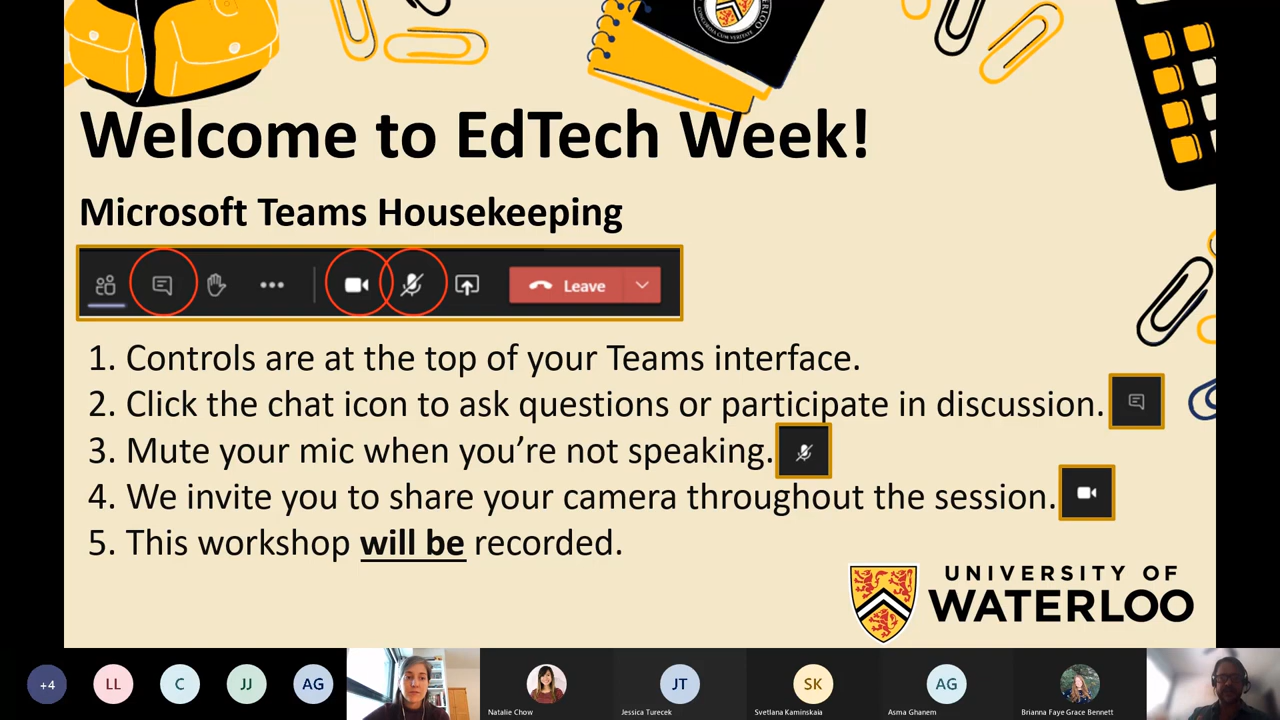 Welcome to EdTech Week!
Microsoft Teams Housekeeping
Leave
1. Controls are at the top of your Teams interface.
2. Click the chat icon to ask questions or participate in discussion.
3. Mute your mic when you’re not speaking.
4. We invite you to share your camera throughout the session.
5. This workshop will be recorded.
UNIVERSITY OF
WATERLOO
+4
LL
C
JJ
AG
Natalie Chow
JT
Jessica Turecek
SK
Svetlana Kaminskaia
AG
Asma Ghanem
Brianna Faye Grace Bennett